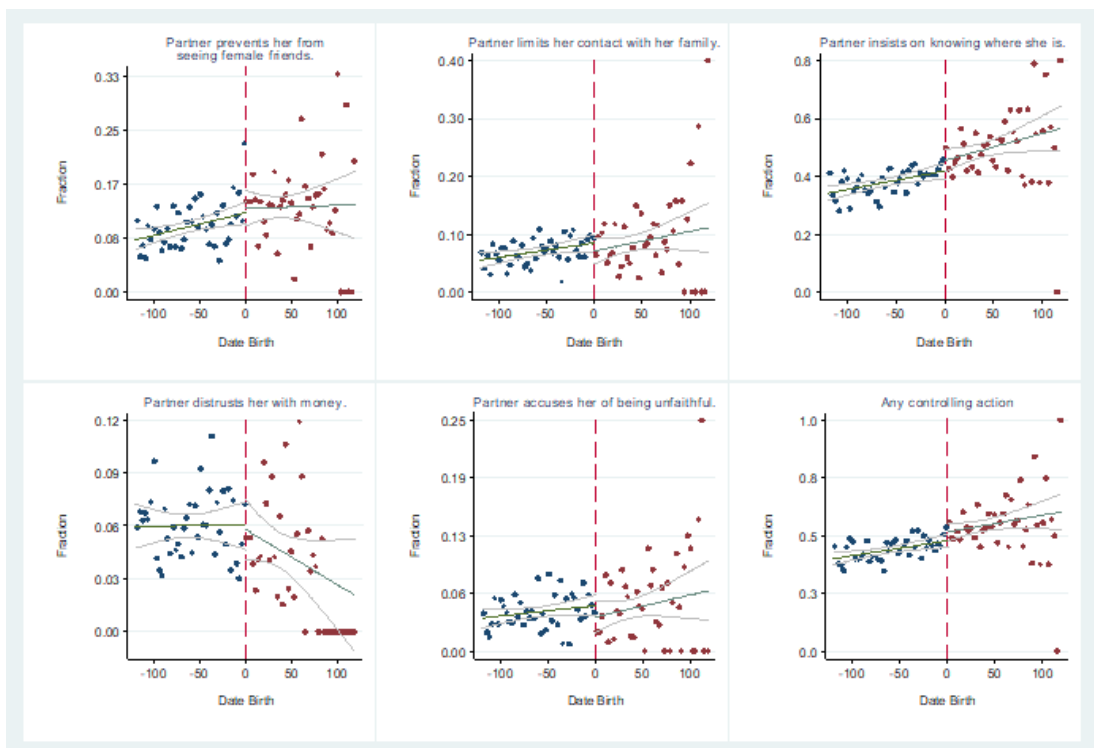 Partner prevents her from
seeing female friends.
0.33
0.25
0.17
0.08
0.00
Fraction
-100 -50 0 50 100
Date Birth
Partner limits her contact with her family.
0.40
0.30
0.20
0.10
0.00
Fraction
-100 -50 0 50 100
Date Birth
Partner insists on knowing where she is.
0.8
0.6
0.4
0.2
0.0
Fraction
-100 -50 0 50 100
Date Birth
Partner distrusts her with money.
0.12
0.09
0.06
0.03
0.00
Fraction
-100 -50 0 50 100
Date Birth
Partner accuses her of being unfaithful.
0.25
0.19
0.13
0.06
0.00
Fraction
-100 -50 0 50 100
Date Birth
Any controlling action
1.0
0.8
0.5
0.3
0.0
Fraction
-100 -50 0 50 100
Date Birth